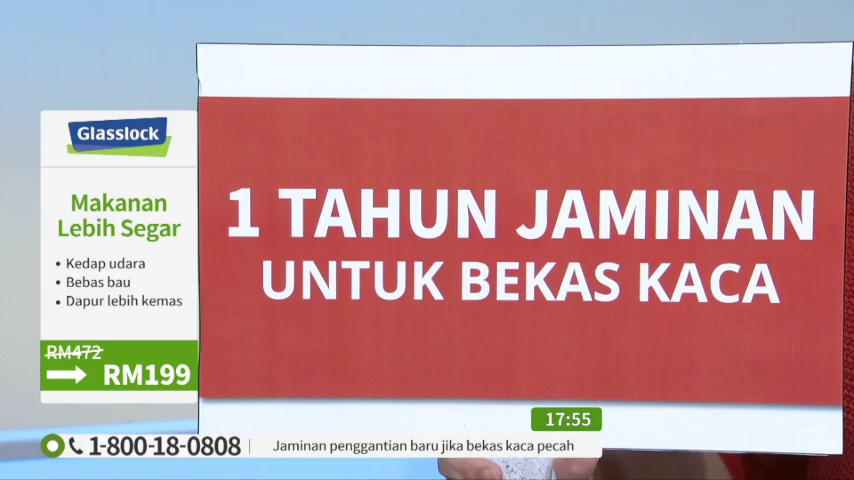 Glasslock
Makanan
Lebih Segar
• Kedap udara
• Bebas bau
• Dapur lebih kemas
RM472
RM199
1 TAHUN JAMINAN
UNTUK BEKAS KACA
17:55
1-800-18-0808
Jaminan penggantian baru jika bekas kaca pecah